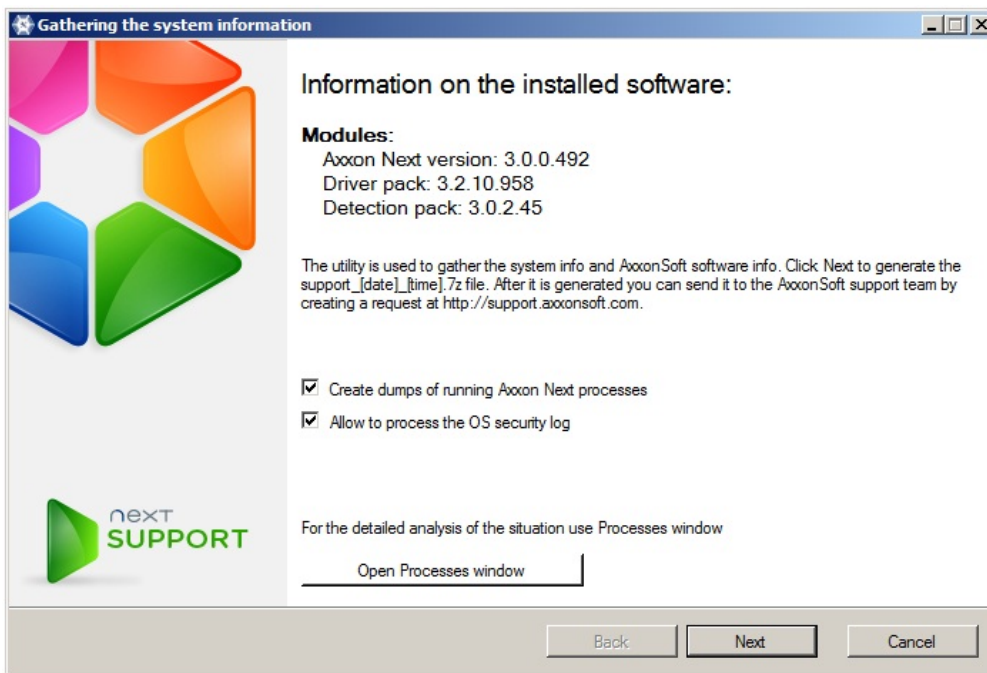 Gathering the system information
Information on the installed software:
Modules:
Axxon Next version: 3.0.0.492
Driver pack: 3.2.10.958
Detection pack: 3.0.2.45
The utility is used to gather the system info and AxxonSoft software info. Click Next to generate the
support_[date]_[time].7z file. After it is generated you can send it to the AxxonSoft support team by
creating a request at http://support.axxonsoft.com.
Create dumps of running Axxon Next processes
Allow to process the OS security log
next
SUPPORT
For the detailed analysis of the situation use Processes window
Open Processes window
Back
Next
Cancel